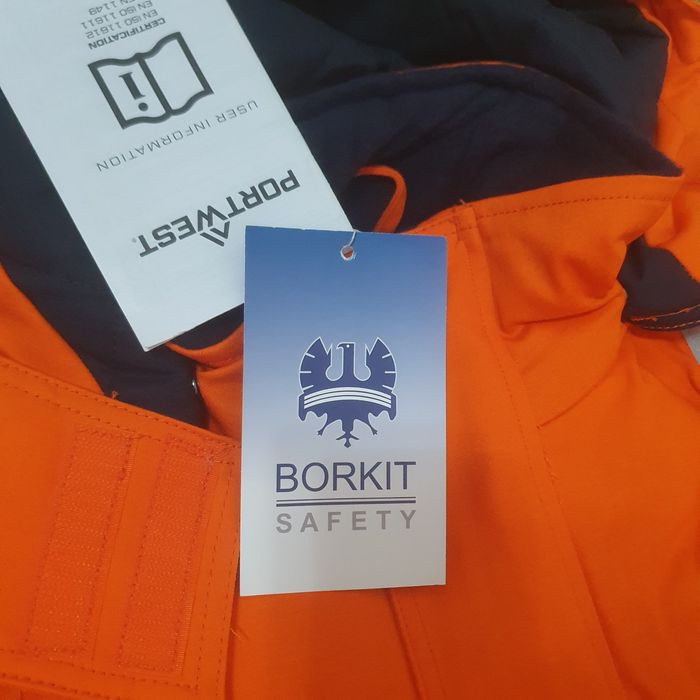 PORTWEST®
USER INFORMATION
i
CERTIFICATION
EN ISO 11612
EN ISO 11611
EN 1149
BORKIT
SAFETY